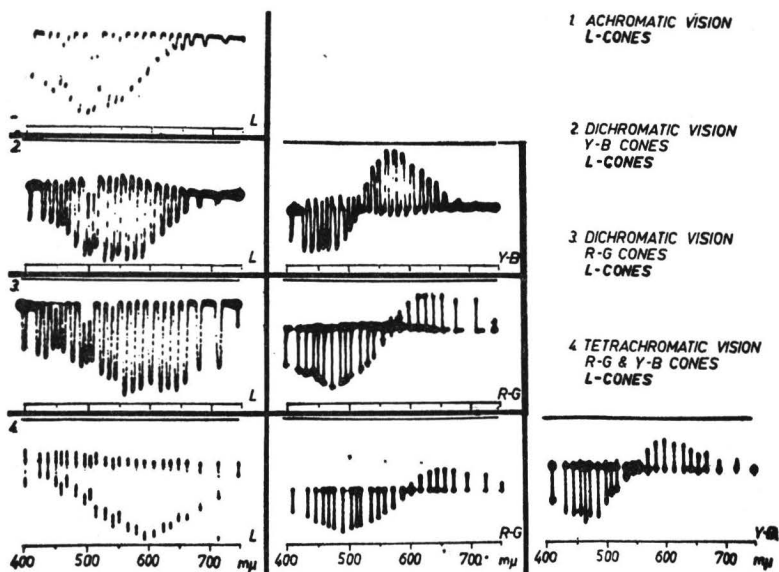 1. ACHROMATIC VISION
L-CONES
L
2. DICHROMATIC VISION
Y-B CONES
L-CONES
2.
L
Y-B
3. DICHROMATIC VISION
R-G CONES
L-CONES
3.
L
R-G
4. TETRACHROMATIC VISION
R-G & Y-B CONES
L-CONES
4.
L
R-G
Y-B
400 500 600 700 mµ
400 500 600 700 mµ
400 500 600 700 mµ